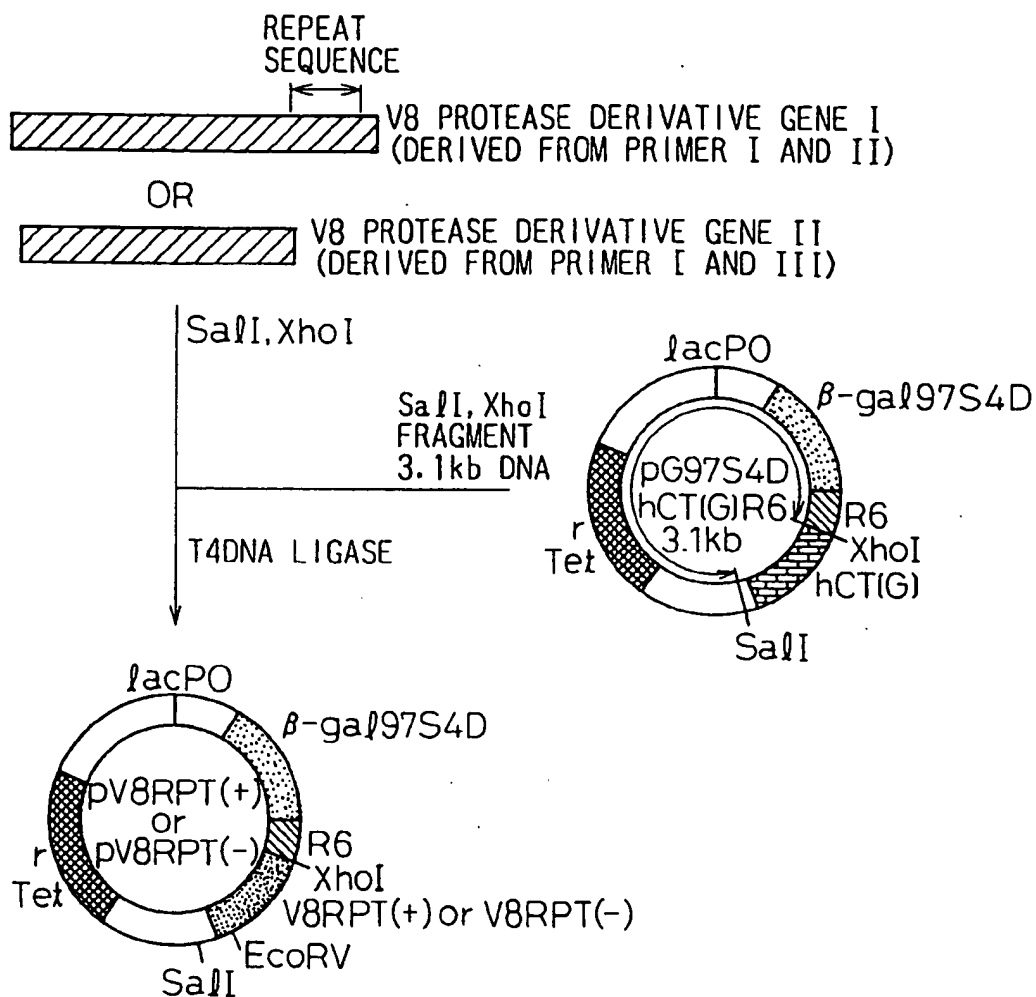 REPEAT
SEQUENCE
V8 PROTEASE DERIVATIVE GENE I
(DERIVED FROM PRIMER I AND II)
OR
V8 PROTEASE DERIVATIVE GENE II
(DERIVED FROM PRIMER I AND III)
SalI, XhoI
SalI, XhoI
FRAGMENT
3.1kb DNA
T4DNA LIGASE
lacPO
β-gal97S4D
pG97S4D
hCT(G)R6
3.1kb
R6
XhoI
hCT(G)
SalI
r
Tet
lacPO
β-gal97S4D
pV8RPT(+)
or
pV8RPT(-)
R6
XhoI
V8RPT(+) or V8RPT(-)
EcoRV
SalI
r
Tet